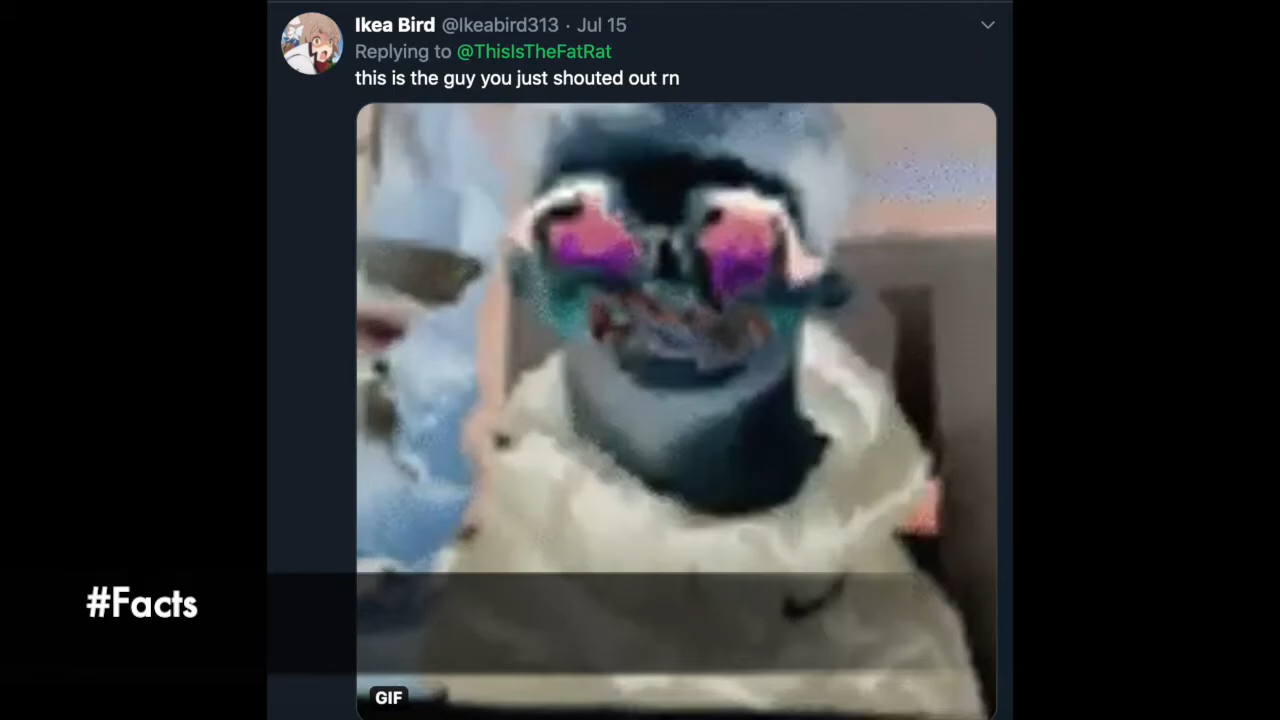 Ikea Bird @Ikeabird313 · Jul 15
Replying to @ThisIsTheFatRat
this is the guy you just shouted out rn
#Facts
GIF